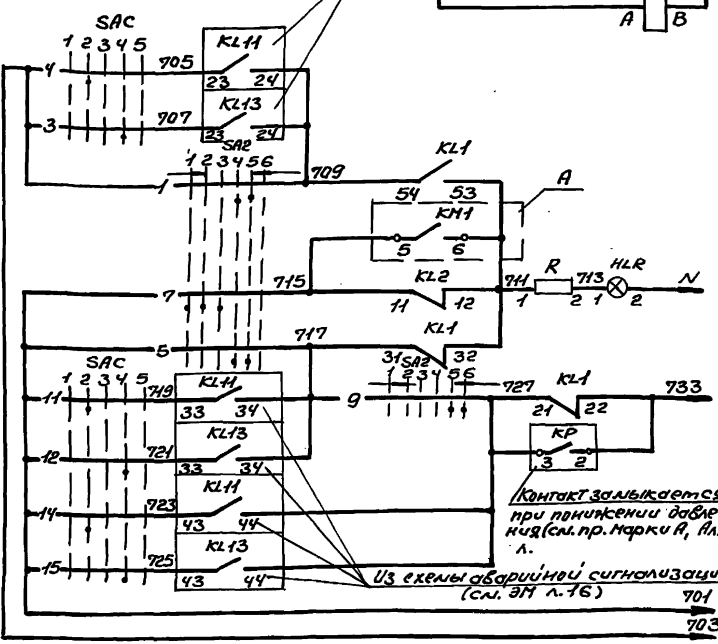 A B
SAC
1 2 3 4 5
KL11
4 705 23 24
KL13
3 707 23 24
SA2
1 2 3 4 5 6
1 709
KL1
54 53
A
KM1
5 6
7 715
KL2
11 12
711 R 713 HLR N
1 2 1 2
5 717
KL1
31 32
SAC
1 2 3 4 5
SA2
1 2 3 4 5 6
11 719
KL11
33 34
9 727
KL1
21 22
733
12 721
KL13
33 34
KP
3 2
14 723
KL11
43 44
Контакт замыкается
при понижении давле-
ния (см. пр. марки А, Ал.
л.
15 725
KL13
43 44
Из схемы аварийной сигнализаци
(см. ЭМ л.16)
701
703